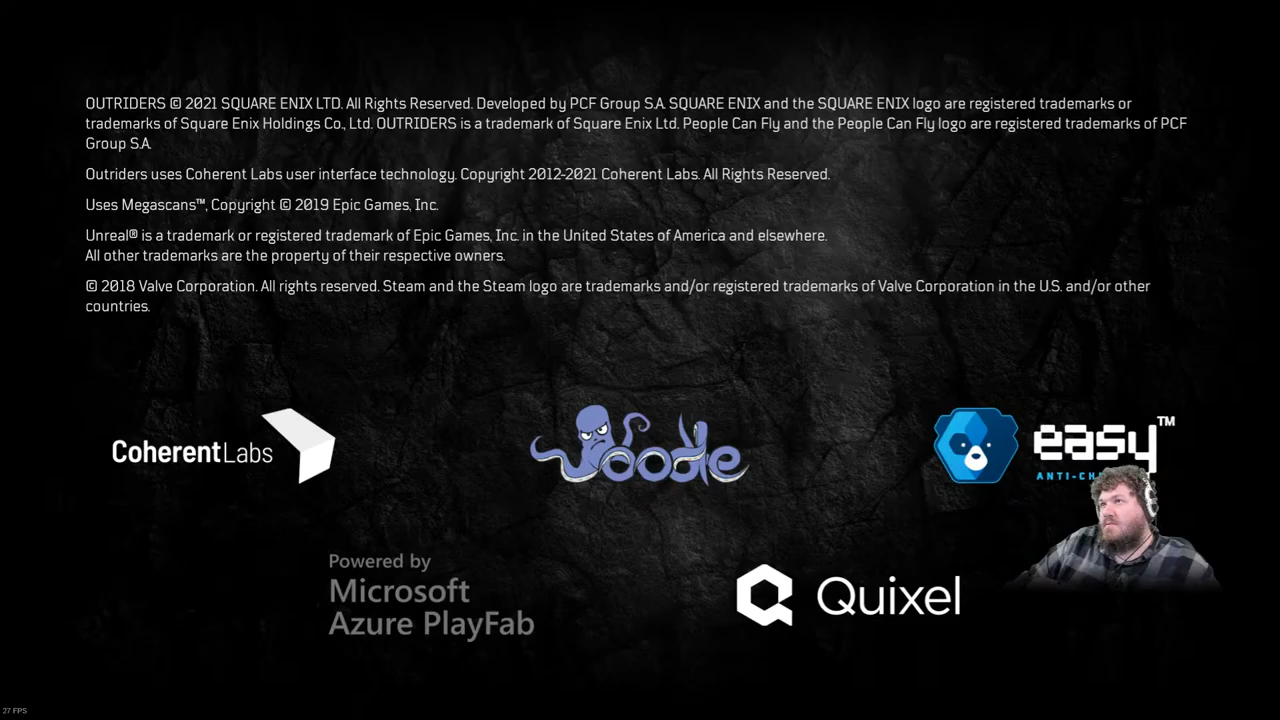 OUTRIDERS © 2021 SQUARE ENIX LTD. All Rights Reserved. Developed by PCF Group S.A. SQUARE ENIX and the SQUARE ENIX logo are registered trademarks or
trademarks of Square Enix Holdings Co., Ltd. OUTRIDERS is a trademark of Square Enix Ltd. People Can Fly and the People Can Fly logo are registered trademarks of PCF
Group S.A.
Outriders uses Coherent Labs user interface technology. Copyright 2012-2021 Coherent Labs. All Rights Reserved.
Uses Megascans™, Copyright © 2019 Epic Games, Inc.
Unreal® is a trademark or registered trademark of Epic Games, Inc. in the United States of America and elsewhere.
All other trademarks are the property of their respective owners.
© 2018 Valve Corporation. All rights reserved. Steam and the Steam logo are trademarks and/or registered trademarks of Valve Corporation in the U.S. and/or other
countries.
CoherentLabs
Oodle
easy™
ANTI-CH
Powered by
Microsoft
Azure PlayFab
Quixel
27 FPS